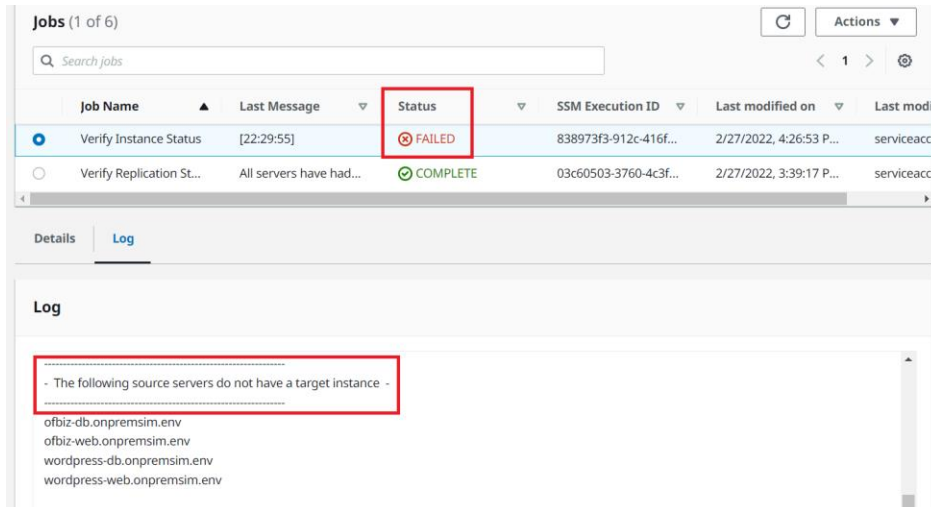 Jobs (1 of 6)
Actions
Search jobs
1
Job Name Last Message Status SSM Execution ID Last modified on Last modi
Verify Instance Status [22:29:55] FAILED 838973f3-912c-416f... 2/27/2022, 4:26:53 P... serviceacc
Verify Replication St... All servers have had... COMPLETE 03c60503-3760-4c3f... 2/27/2022, 3:39:17 P... serviceacc
Details Log
Log
- The following source servers do not have a target instance -
ofbiz-db.onpremsim.env
ofbiz-web.onpremsim.env
wordpress-db.onpremsim.env
wordpress-web.onpremsim.env